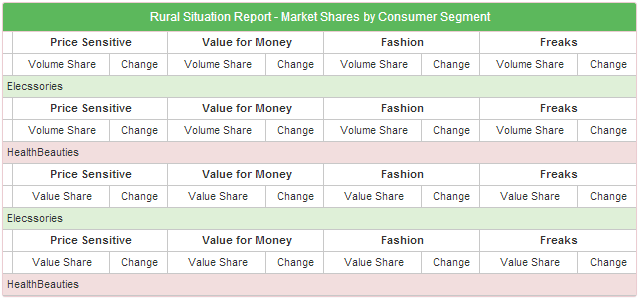 Rural Situation Report - Market Shares by Consumer Segment
Price Sensitive Value for Money Fashion Freaks
Volume Share Change Volume Share Change Volume Share Change Volume Share Change
Elecssories
Price Sensitive Value for Money Fashion Freaks
Volume Share Change Volume Share Change Volume Share Change Volume Share Change
HealthBeauties
Price Sensitive Value for Money Fashion Freaks
Value Share Change Value Share Change Value Share Change Value Share Change
Elecssories
Price Sensitive Value for Money Fashion Freaks
Value Share Change Value Share Change Value Share Change Value Share Change
HealthBeauties